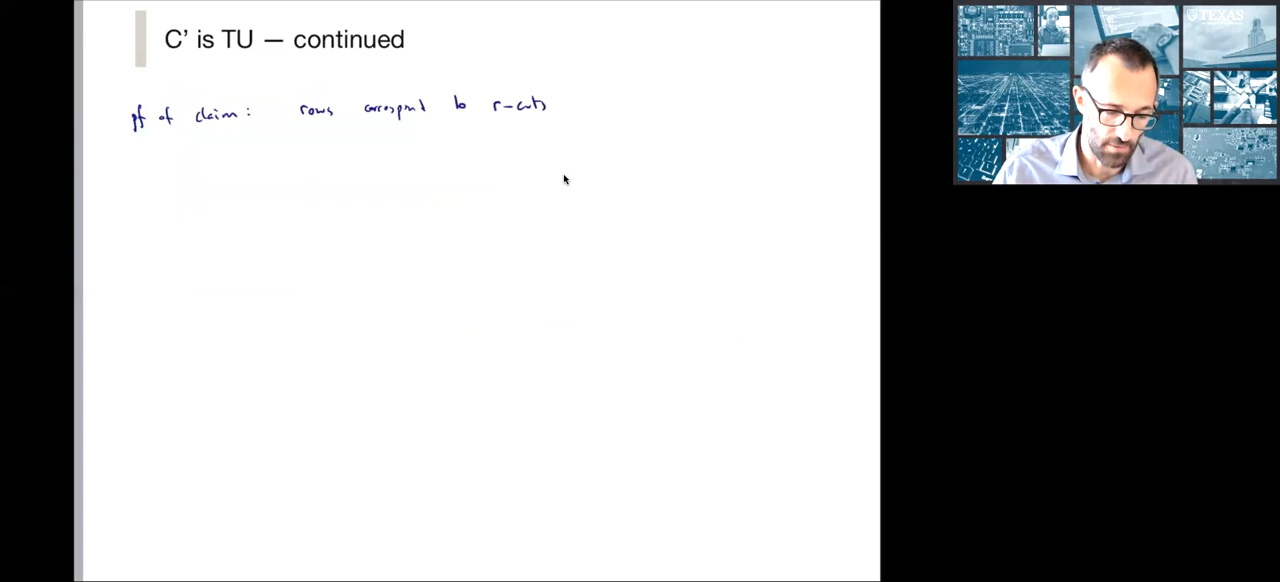 C' is TU — continued
pf of claim: rows correspond to r-cuts
TEXAS